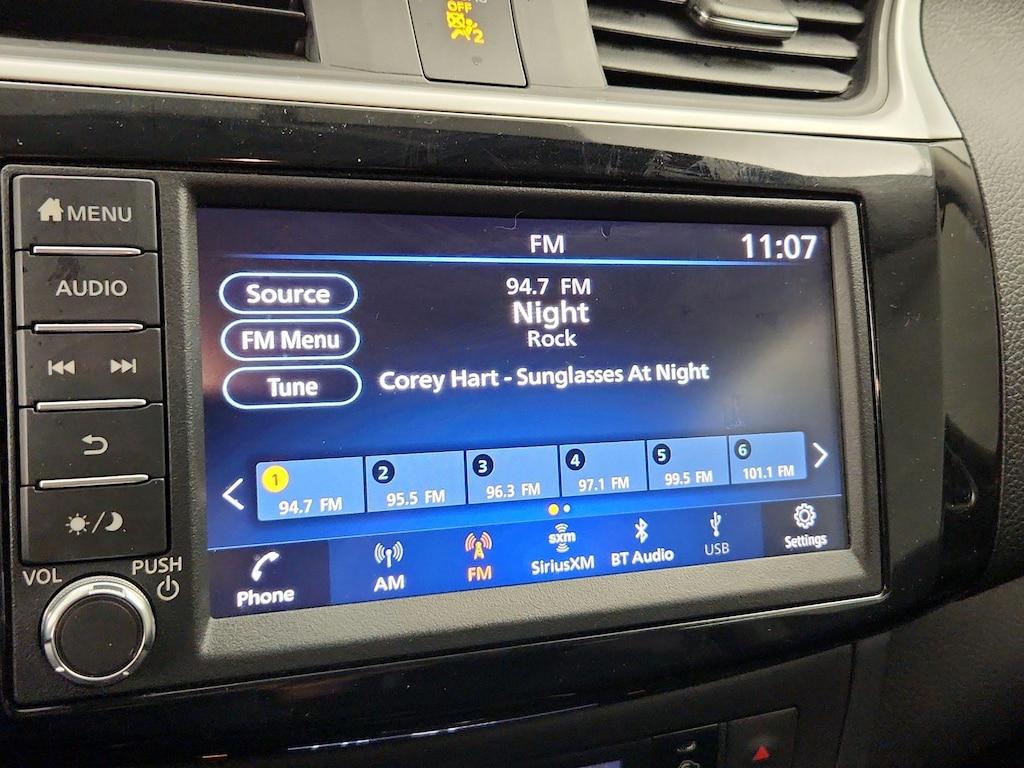 OFF
2
MENU
AUDIO
VOL
PUSH
FM
11:07
Source
94.7 FM
Night
FM Menu
Rock
Tune
Corey Hart - Sunglasses At Night
1
94.7 FM
2
95.5 FM
3
96.3 FM
4
97.1 FM
5
99.5 FM
6
101.1 FM
Phone
AM
FM
sxm
SiriusXM
BT Audio
USB
Settings